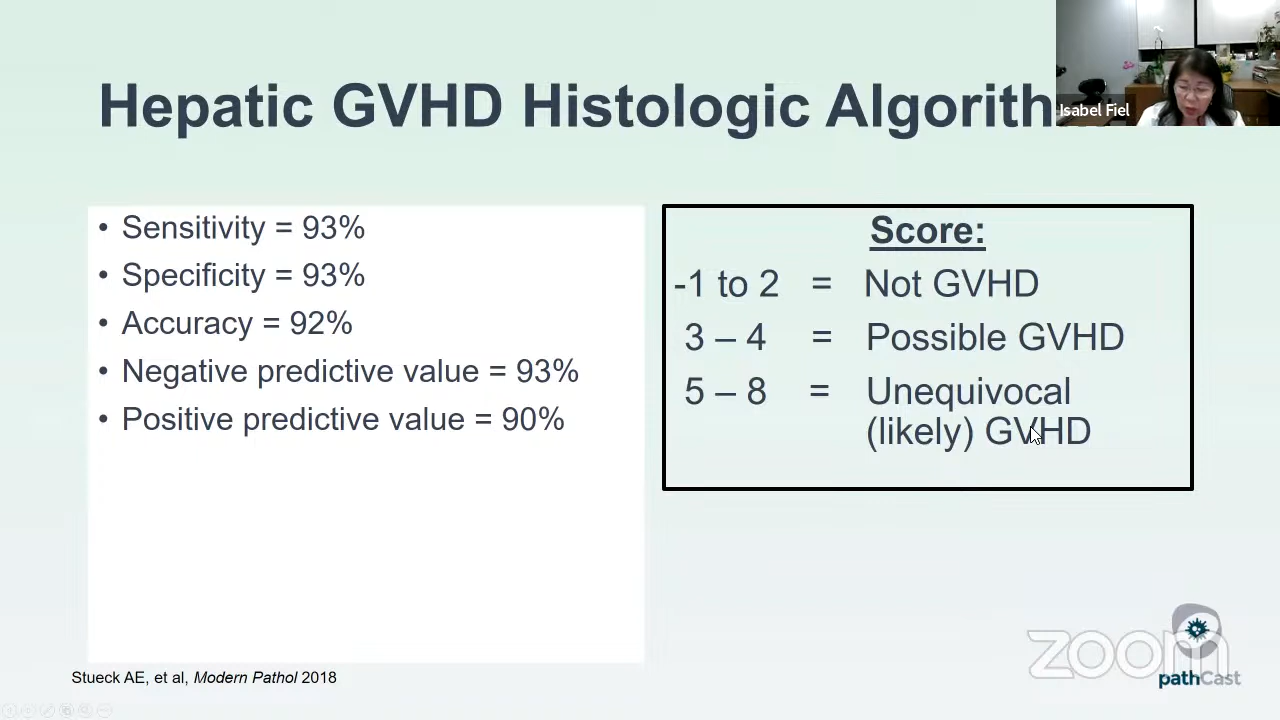 Hepatic GVHD Histologic Algorith
Isabel Fiel
• Sensitivity = 93%
• Specificity = 93%
• Accuracy = 92%
• Negative predictive value = 93%
• Positive predictive value = 90%
Score:
-1 to 2 = Not GVHD
3 – 4 = Possible GVHD
5 – 8 = Unequivocal
(likely) GVHD
Stueck AE, et al, Modern Pathol 2018
zoom
pathCast